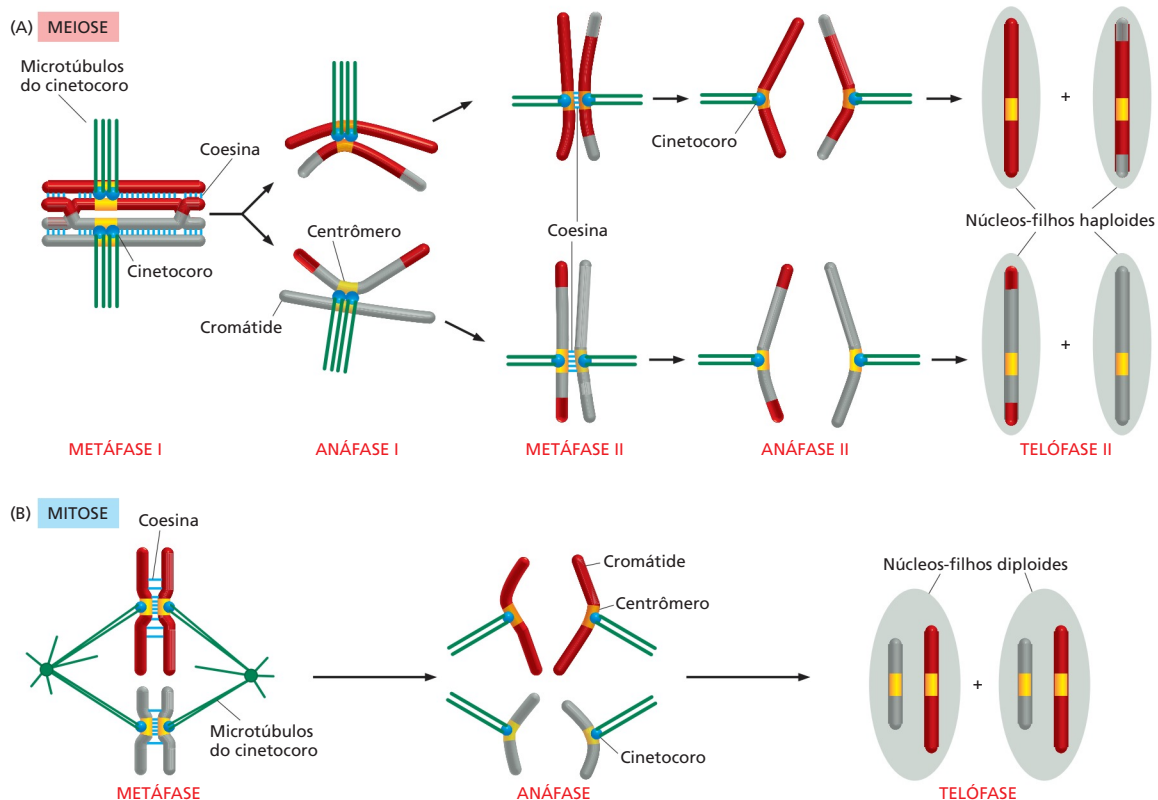 (A) MEIOSE
Microtúbulos
do cinetocoro
Coesina
Cinetocoro
Centrômero
Cromátide
Coesina
Cinetocoro
Núcleos-filhos haploides
+
+
METÁFASE I
ANÁFASE I
METÁFASE II
ANÁFASE II
TELÓFASE II
(B) MITOSE
Coesina
Microtúbulos
do cinetocoro
Cromátide
Centrômero
Cinetocoro
Núcleos-filhos diploides
+
METÁFASE
ANÁFASE
TELÓFASE